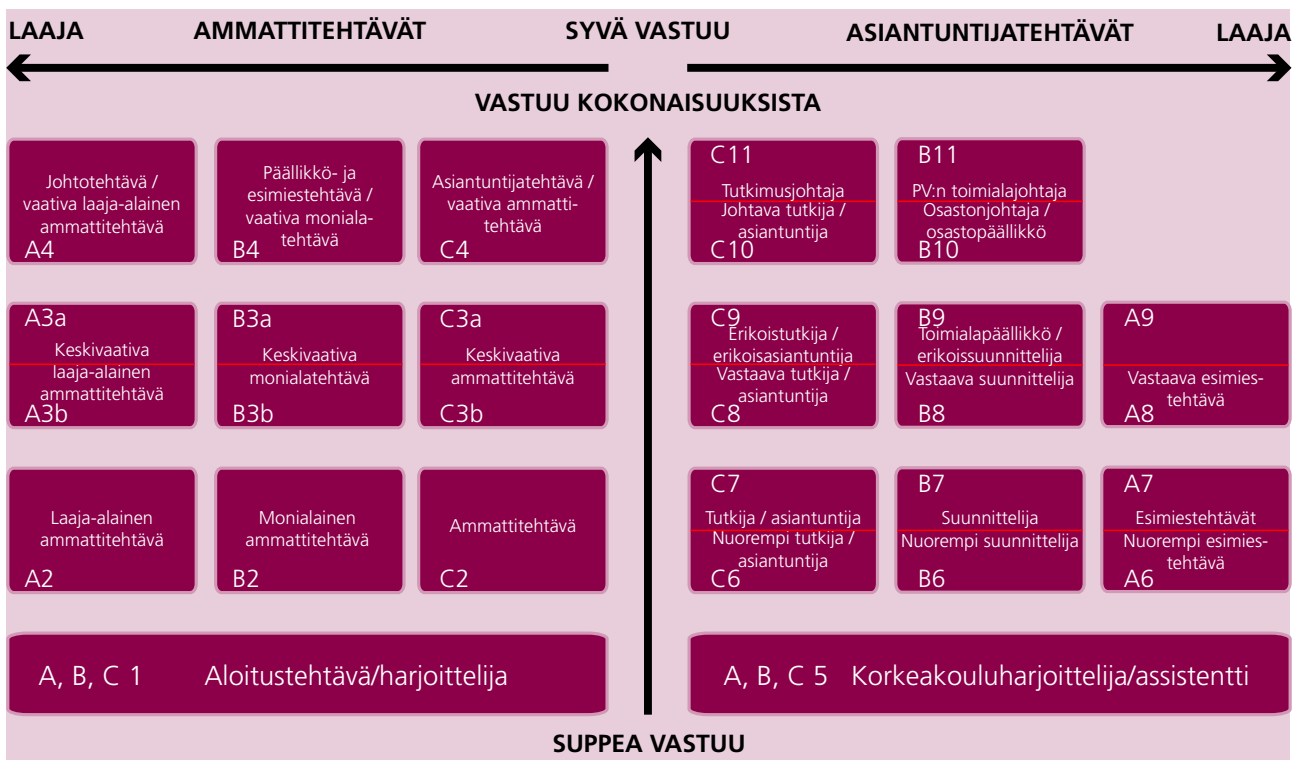 LAAJA AMMATTITEHTÄVÄT SYVÄ VASTUU ASIANTUNTIJATEHTÄVÄT LAAJA
VASTUU KOKONAISUUKSISTA
Johtotehtävä /
vaativa laaja-alainen
ammattitehtävä
A4
Päällikkö- ja
esimiestehtävä /
vaativa moniala-
tehtävä
B4
Asiantuntijatehtävä /
vaativa ammatti-
tehtävä
C4
C11
Tutkimusjohtaja
Johtava tutkija /
asiantuntija
C10
B11
PV:n toimialajohtaja
Osastonjohtaja /
osastopäällikkö
B10
A3a
Keskivaativa
laaja-alainen
ammattitehtävä
A3b
B3a
Keskivaativa
monialatehtävä
B3b
C3a
Keskivaativa
ammattitehtävä
C3b
C9
Erikoistutkija /
erikoisasiantuntija
Vastaava tutkija /
asiantuntija
C8
B9
Toimialapäällikkö /
erikoissuunnittelija
Vastaava suunnittelija
B8
A9
Vastaava esimies-
tehtävä
A8
Laaja-alainen
ammattitehtävä
A2
Monialainen
ammattitehtävä
B2
Ammattitehtävä
C2
C7
Tutkija / asiantuntija
Nuorempi tutkija /
asiantuntija
C6
B7
Suunnittelija
Nuorempi suunnittelija
B6
A7
Esimiestehtävät
Nuorempi esimies-
tehtävä
A6
A, B, C 1 Aloitustehtävä/harjoittelija
A, B, C 5 Korkeakouluharjoittelija/assistentti
SUPPEA VASTUU